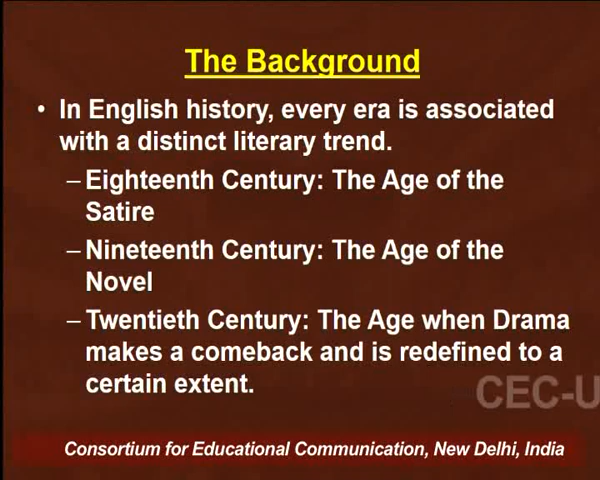 The Background
• In English history, every era is associated
with a distinct literary trend.
–Eighteenth Century: The Age of the
Satire
–Nineteenth Century: The Age of the
Novel
–Twentieth Century: The Age when Drama
makes a comeback and is redefined to a
certain extent.
CEC-U
Consortium for Educational Communication, New Delhi, India